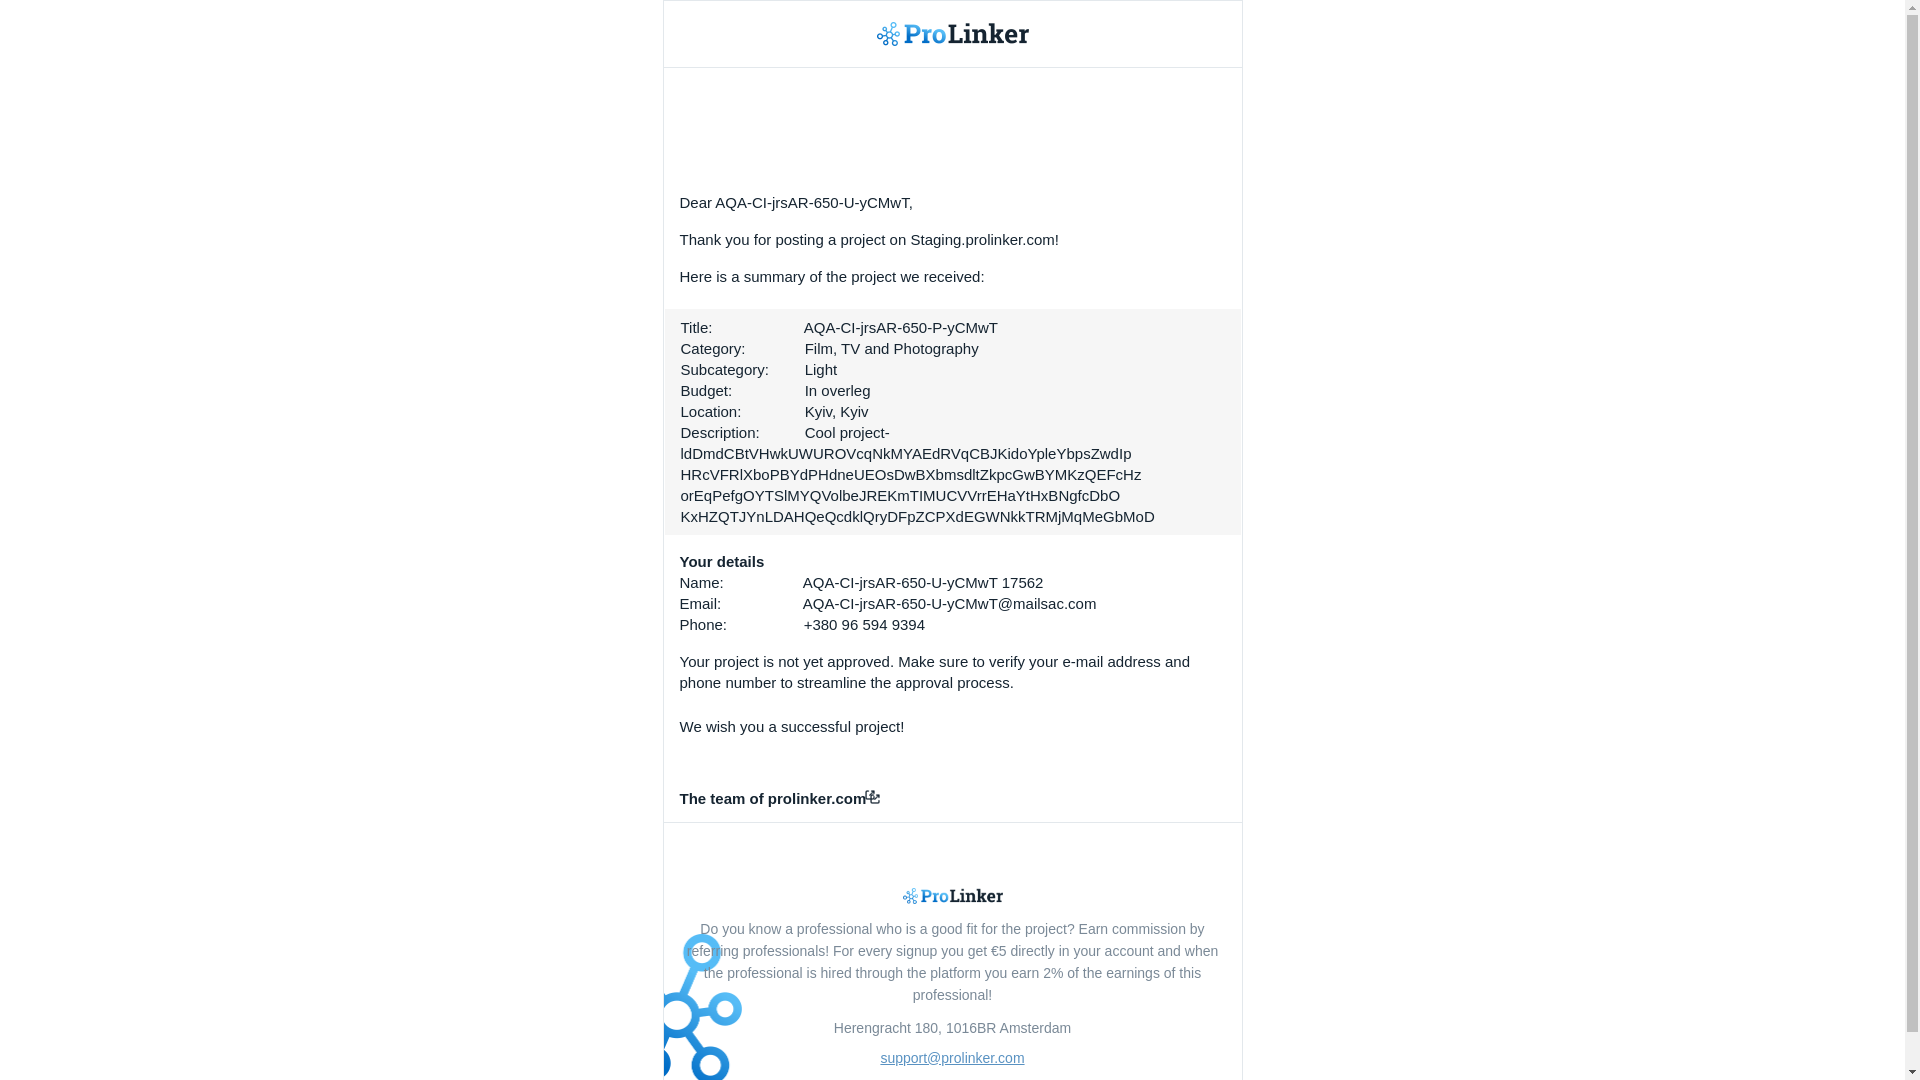 ProLinker
Dear AQA-CI-jrsAR-650-U-yCMwT,
Thank you for posting a project on Staging.prolinker.com!
Here is a summary of the project we received:
Title: AQA-CI-jrsAR-650-P-yCMwT
Category: Film, TV and Photography
Subcategory: Light
Budget: In overleg
Location: Kyiv, Kyiv
Description: Cool project-
ldDmdCBtVHwkUWUROVcqNkMYAEdRVqCBJKidoYpleYbpsZwdIp
HRcVFRlXboPBYdPHdneUEOsDwBXbmsdltZkpcGwBYMKzQEFcHz
orEqPefgOYTSlMYQVolbeJREKmTIMUCVVrrEHaYtHxBNgfcDbO
KxHZQTJYnLDAHQeQcdklQryDFpZCPXdEGWNkkTRMjMqMeGbMoD
Your details
Name: AQA-CI-jrsAR-650-U-yCMwT 17562
Email: AQA-CI-jrsAR-650-U-yCMwT@mailsac.com
Phone: +380 96 594 9394
Your project is not yet approved. Make sure to verify your e-mail address and
phone number to streamline the approval process.
We wish you a successful project!
The team of prolinker.com
ProLinker
Do you know a professional who is a good fit for the project? Earn commission by
referring professionals! For every signup you get €5 directly in your account and when
the professional is hired through the platform you earn 2% of the earnings of this
professional!
Herengracht 180, 1016BR Amsterdam
support@prolinker.com